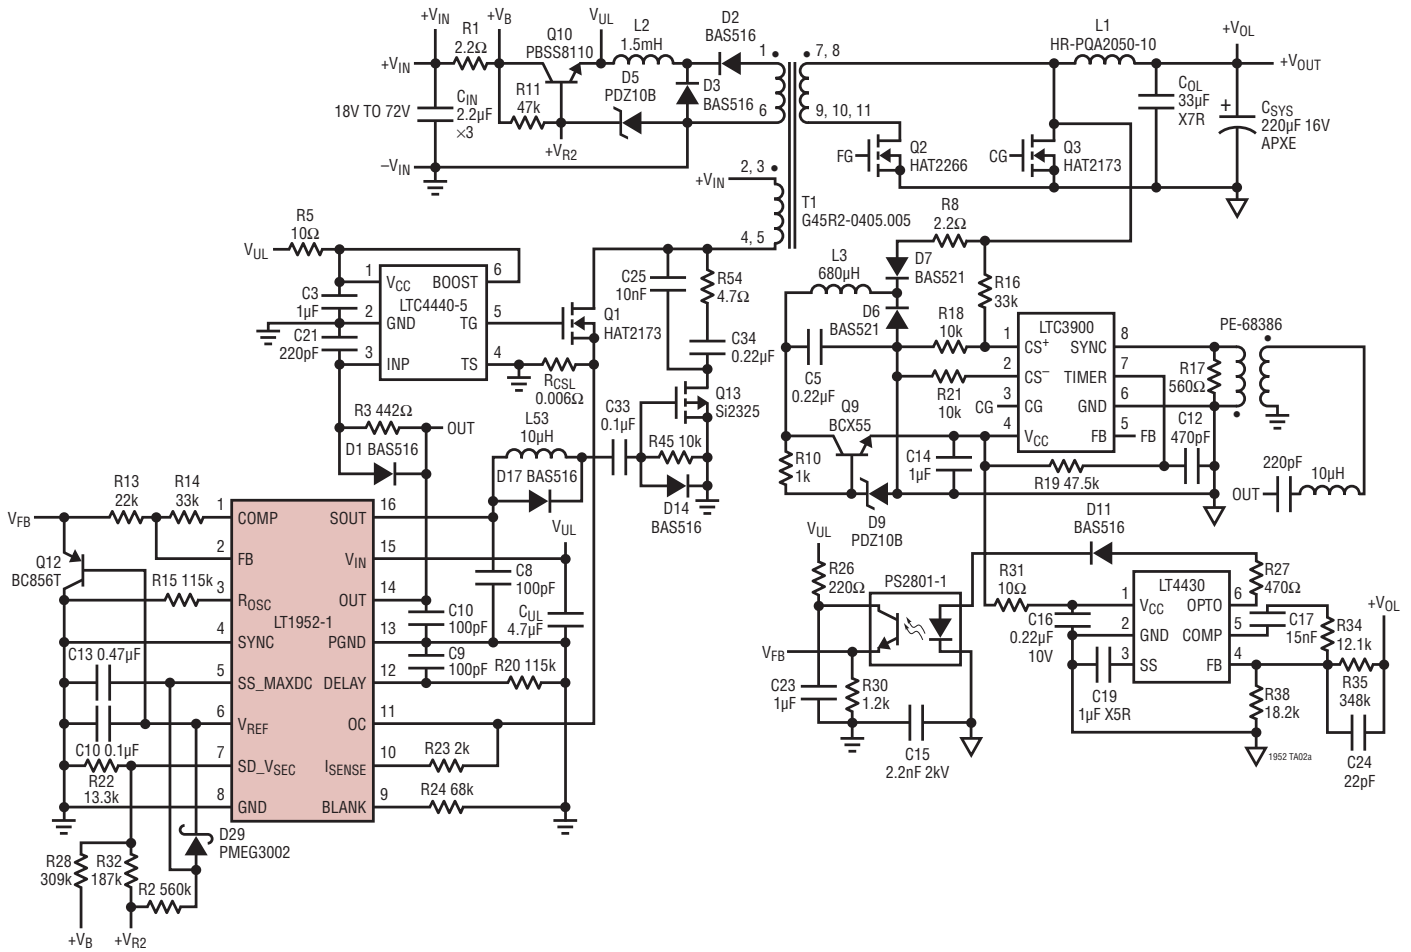 +VIN
+VB
VUL
L2
1.5mH
D2
BAS516
L1
HR-PQA2050-10
+VOL
+VIN
R1
2.2Ω
Q10
PBSS8110
1
7, 8
+VOUT
D5
PDZ10B
D3
BAS516
R11
47k
18V TO 72V
CIN
2.2µF
×3
6
9, 10, 11
COL
33µF
X7R
+
CSYS
220µF 16V
APXE
+VR2
–VIN
FG
Q2
HAT2266
CG
Q3
HAT2173
+VIN
2, 3
T1
G45R2-0405.005
4, 5
R5
10Ω
VUL
1
VCC
BOOST
6
LTC4440-5
2
GND
TG
5
3
INP
TS
4
C3
1µF
C21
220pF
Q1
HAT2173
RCSL
0.006Ω
C25
10nF
R54
4.7Ω
C34
0.22µF
Q13
Si2325
R3 442Ω
OUT
D1 BAS516
L53
10µH
D17 BAS516
C33
0.1µF
R45 10k
D14
BAS516
R8
2.2Ω
L3
680µH
D7
BAS521
D6
BAS521
R16
33k
R18
10k
R21
10k
C5
0.22µF
Q9
BCX55
R10
1k
D9
PDZ10B
C14
1µF
LTC3900
1
CS+
SYNC
8
2
CS–
TIMER
7
CG
3
CG
GND
6
4
VCC
FB
5
FB
R19 47.5k
R17
560Ω
C12
470pF
PE-68386
220pF
10µH
OUT
R13
22k
R14
33k
VFB
Q12
BC856T
R15 115k
C13 0.47µF
C10 0.1µF
R22
13.3k
LT1952-1
1
COMP
SOUT
16
2
FB
VIN
15
3
ROSC
OUT
14
4
SYNC
PGND
13
5
SS_MAXDC
DELAY
12
6
VREF
OC
11
7
SD_VSEC
ISENSE
10
8
GND
BLANK
9
VUL
C8
100pF
C10
100pF
CUL
4.7µF
C9
100pF
R20 115k
R23 2k
R24 68k
D29
PMEG3002
R28
309k
R32
187k
R2 560k
+VB
+VR2
VUL
R26
220Ω
PS2801-1
VFB
C23
1µF
R30
1.2k
C15
2.2nF 2kV
D11
BAS516
R31
10Ω
C16
0.22µF
10V
C19
1µF X5R
LT4430
1
VCC
OPTO
6
2
GND
COMP
5
3
SS
FB
4
R27
470Ω
C17
15nF
R34
12.1k
+VOL
R35
348k
R38
18.2k
C24
22pF
1952 TA02a